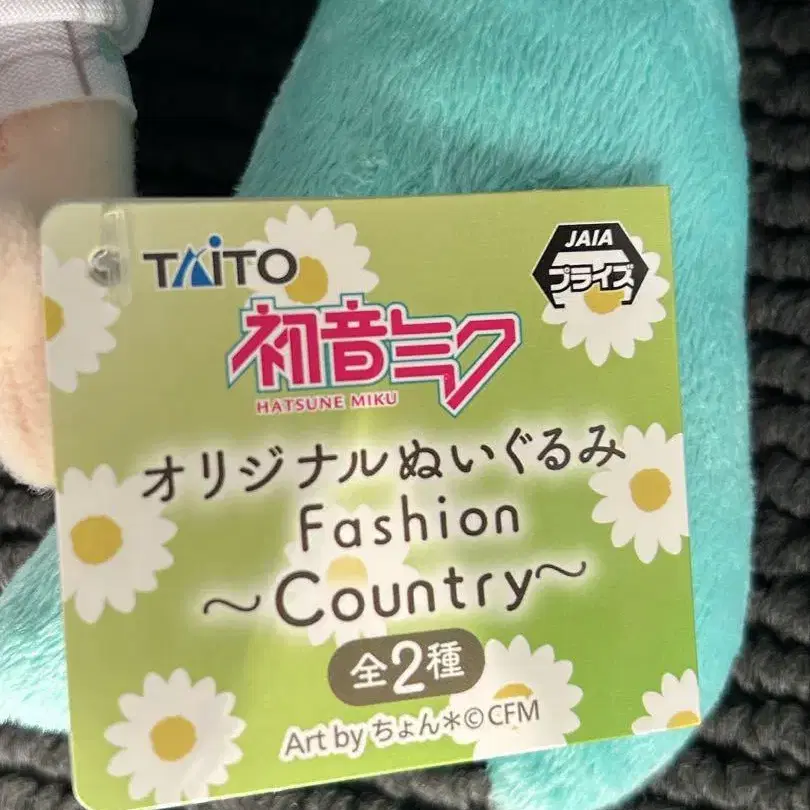 TAITO
JAIA
プライズ
初音ミク
HATSUNE MIKU
オリジナルぬいぐるみ
Fashion
～Country～
全2種
Art by ちょん＊©CFM